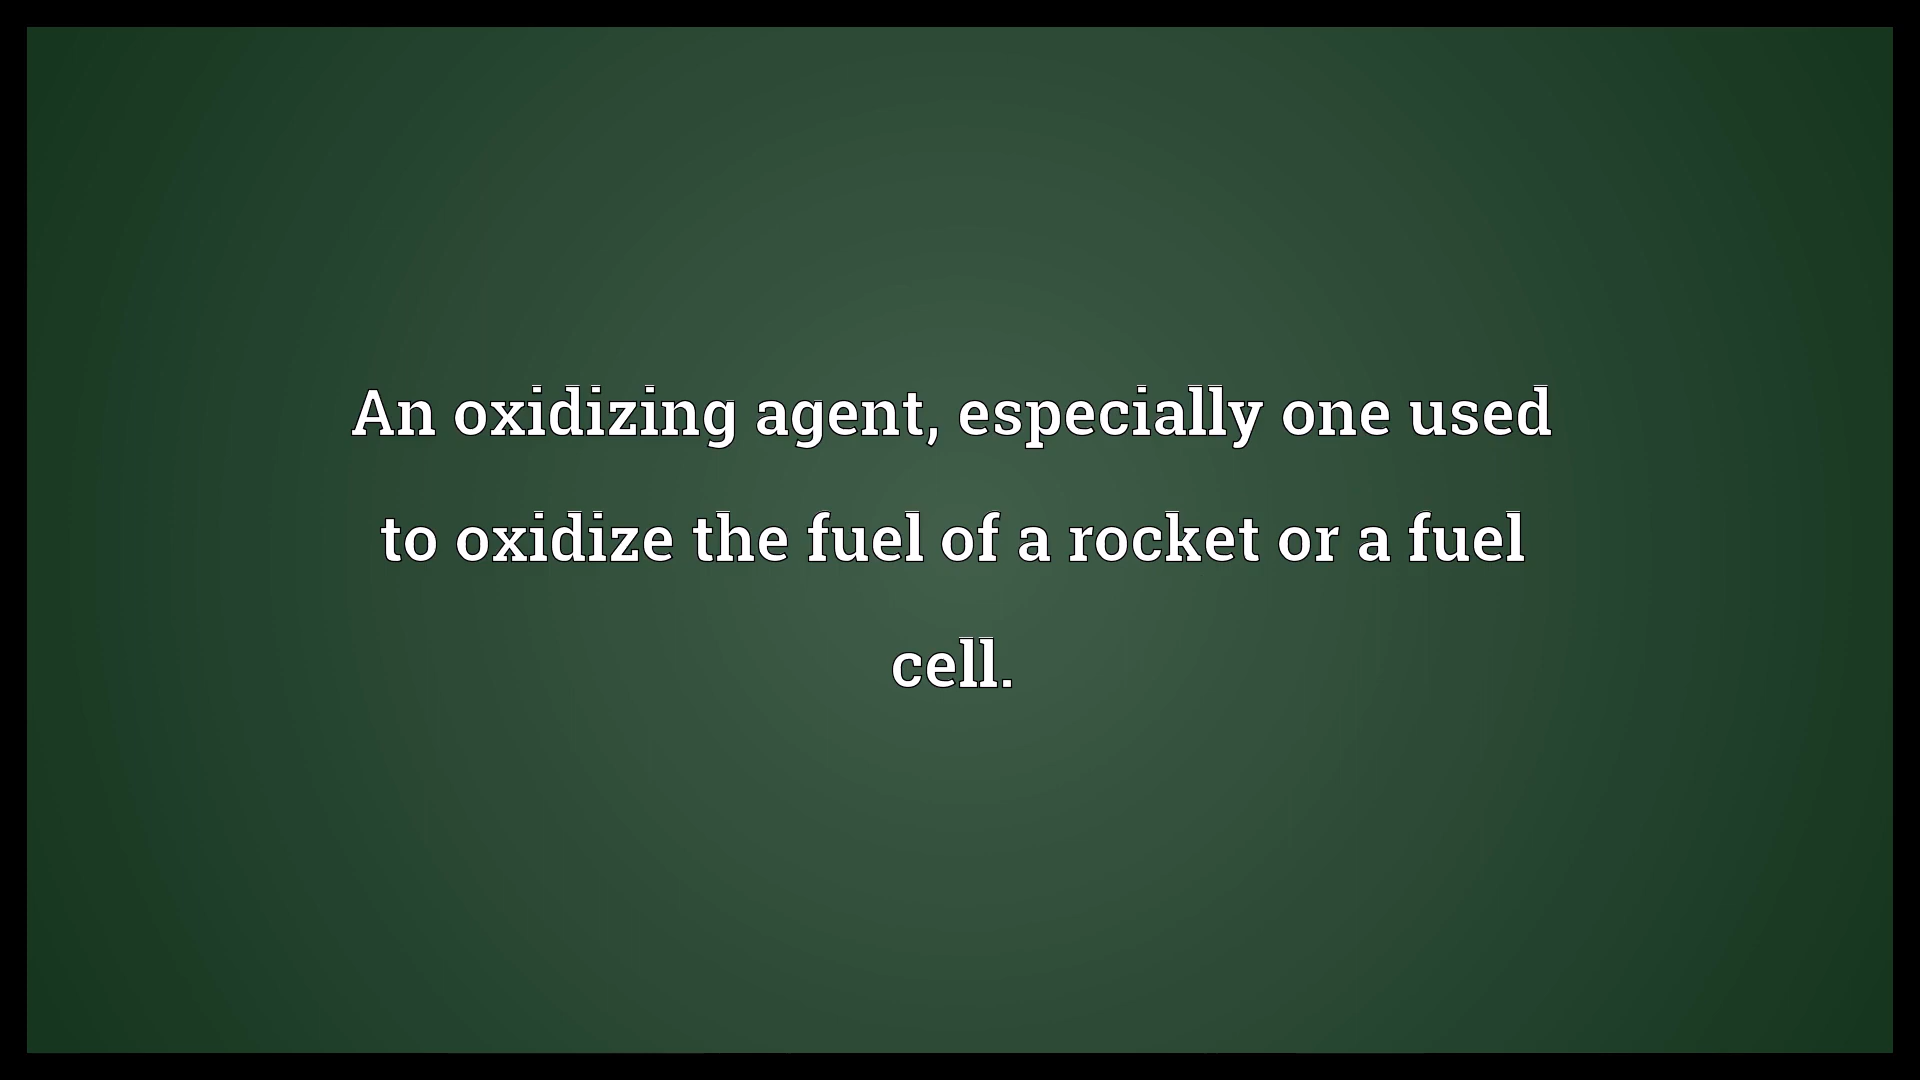 An oxidizing agent, especially one used
to oxidize the fuel of a rocket or a fuel
cell.